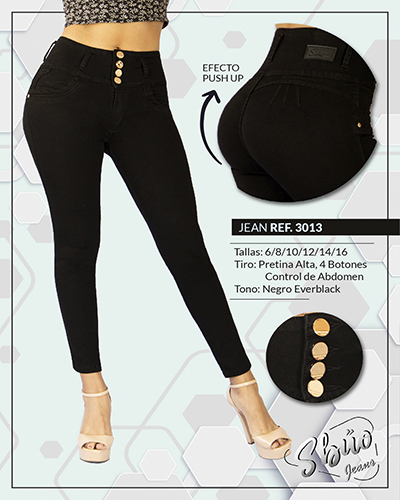 EFECTO
PUSH UP
JEAN REF. 3013
Tallas: 6/8/10/12/14/16
Tiro: Pretina Alta, 4 Botones
Control de Abdomen
Tono: Negro Everblack
Sbüo
Jeans